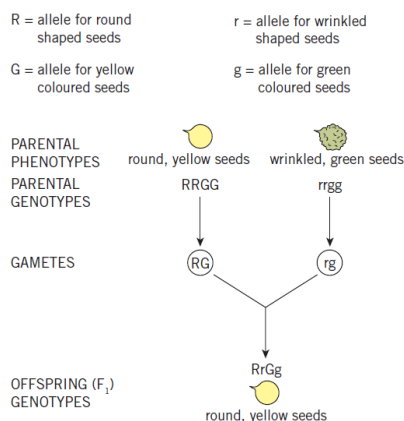 R = allele for round
shaped seeds
r = allele for wrinkled
shaped seeds
G = allele for yellow
coloured seeds
g = allele for green
coloured seeds
PARENTAL
PHENOTYPES
round, yellow seeds
wrinkled, green seeds
PARENTAL
GENOTYPES
RRGG
rrgg
GAMETES
RG
rg
RrGg
OFFSPRING (F₁)
GENOTYPES
round, yellow seeds